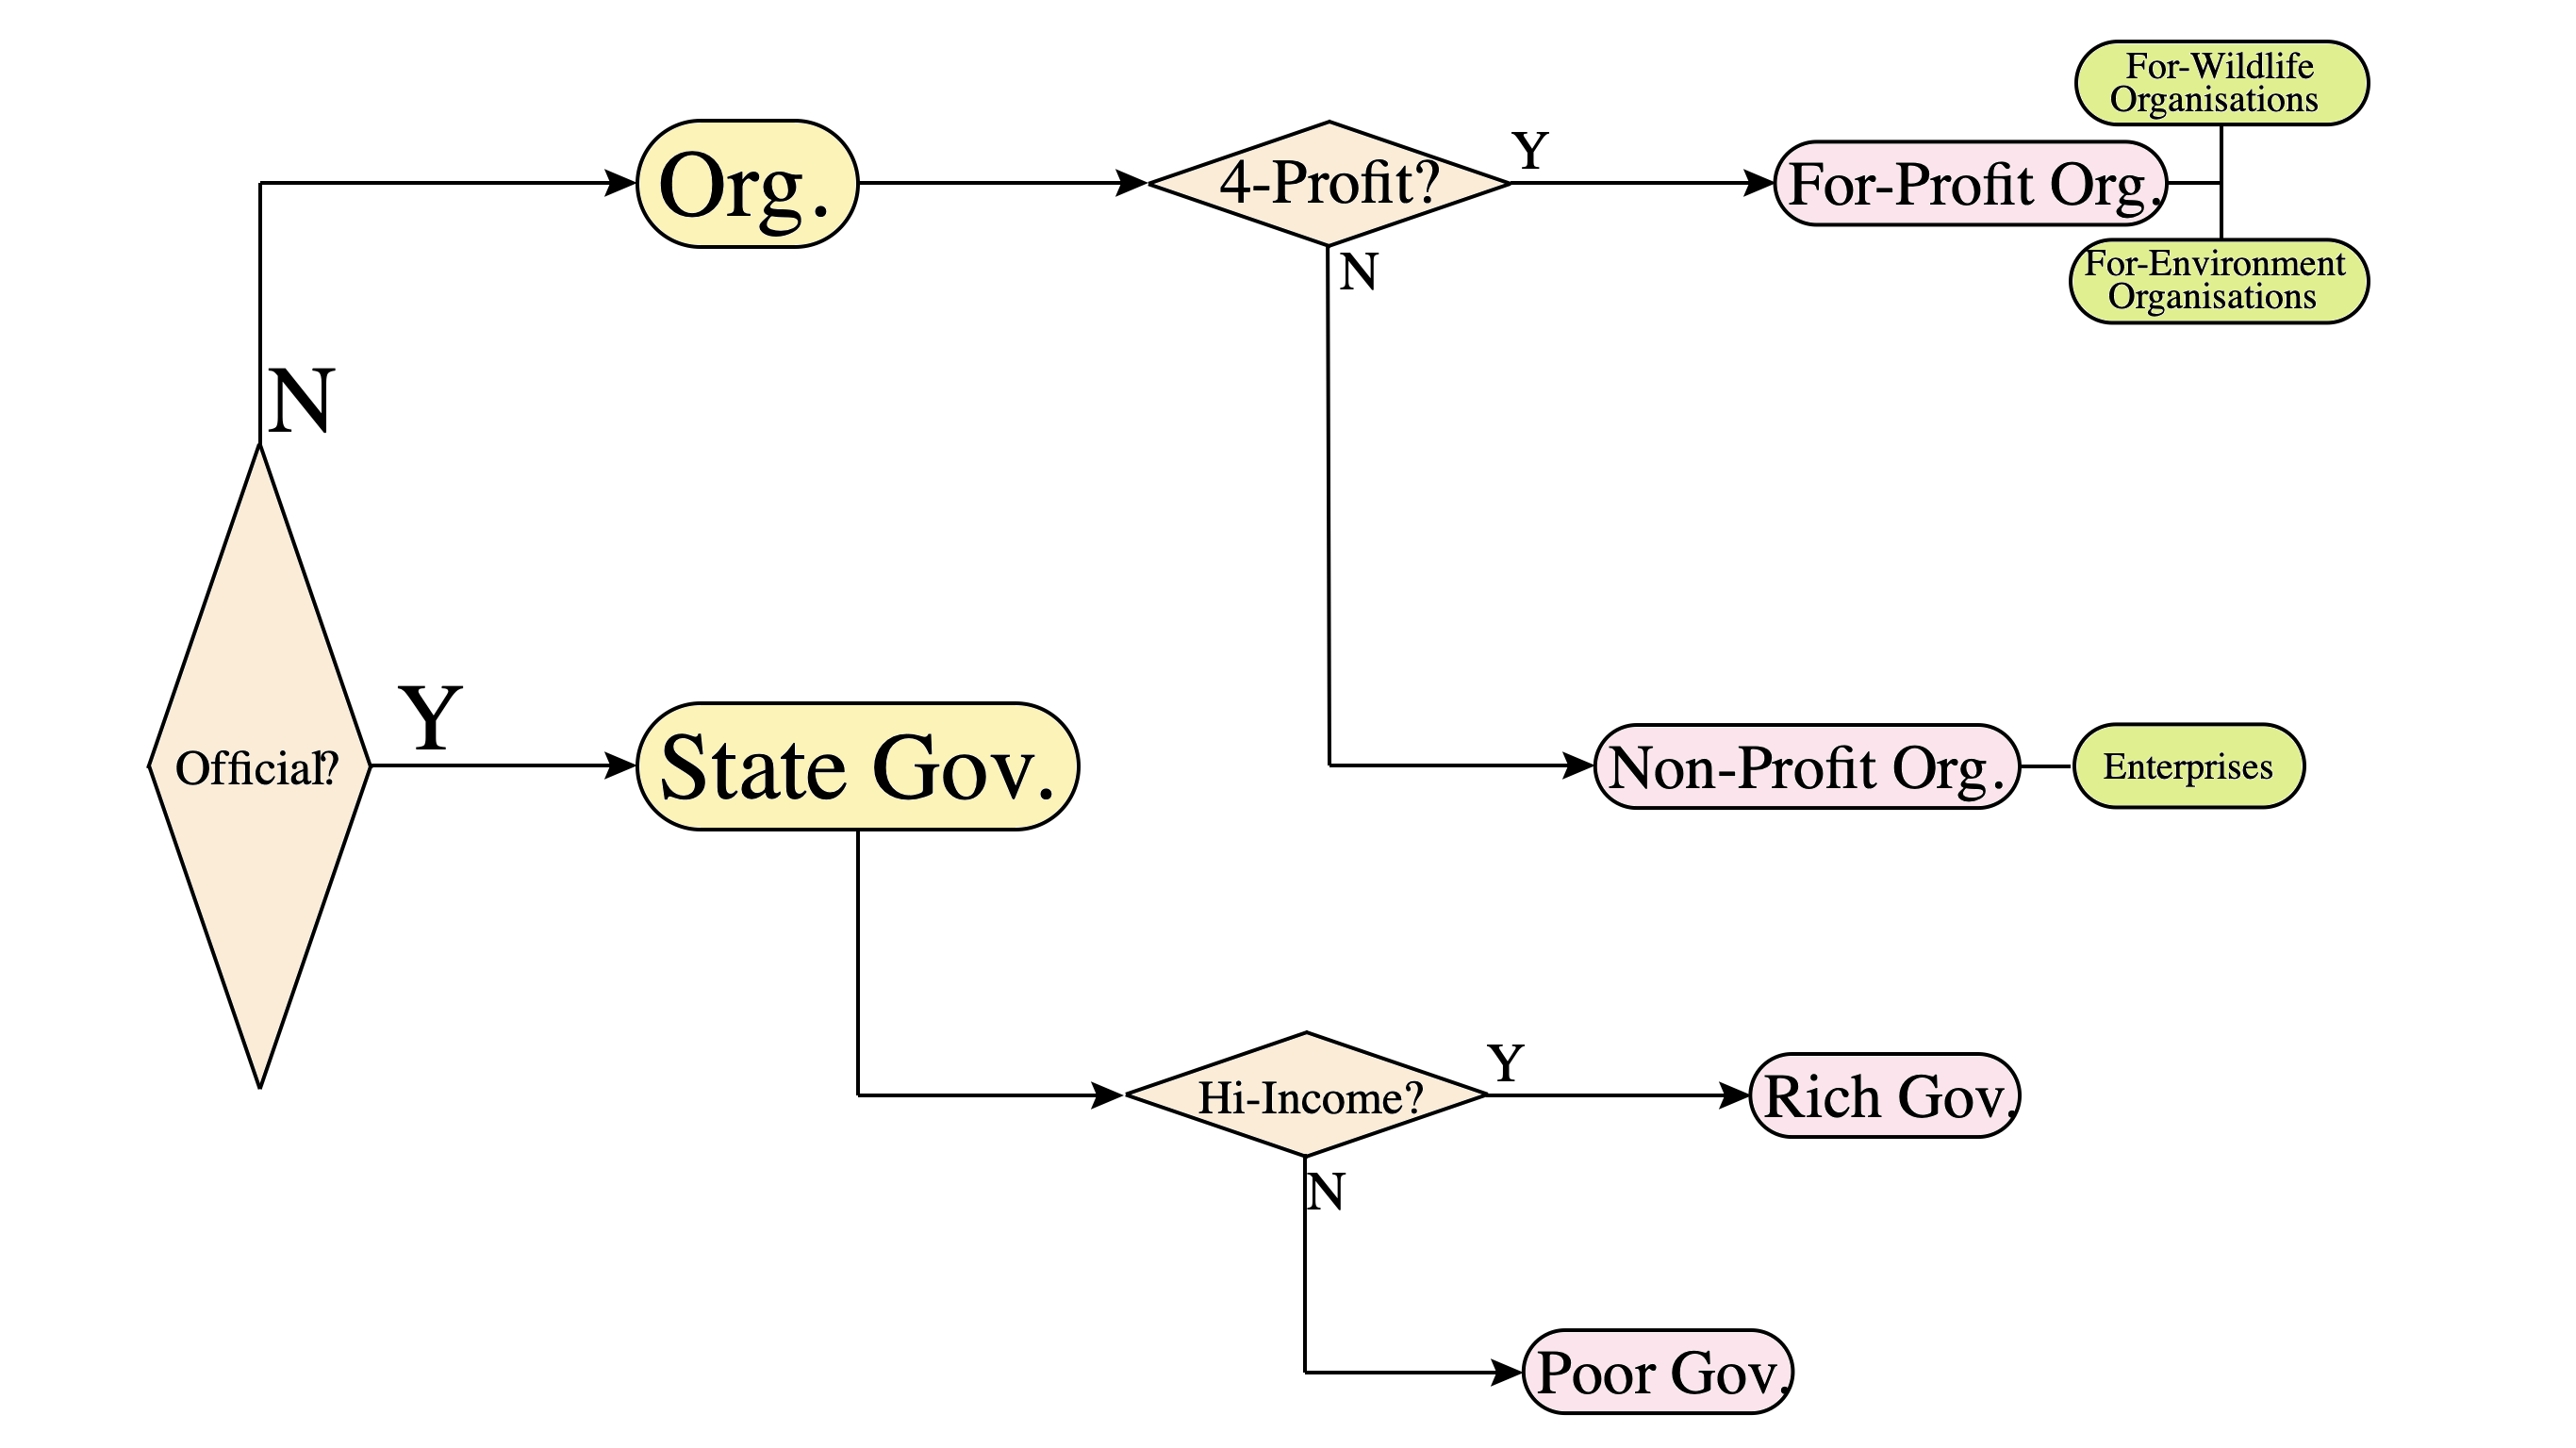 For-Wildlife
Organisations
Org.
4-Profit?
Y
For-Profit Org.
N
For-Environment
Organisations
N
Y
Official?
State Gov.
Non-Profit Org.
Enterprises
Hi-Income?
Y
Rich Gov.
N
Poor Gov.